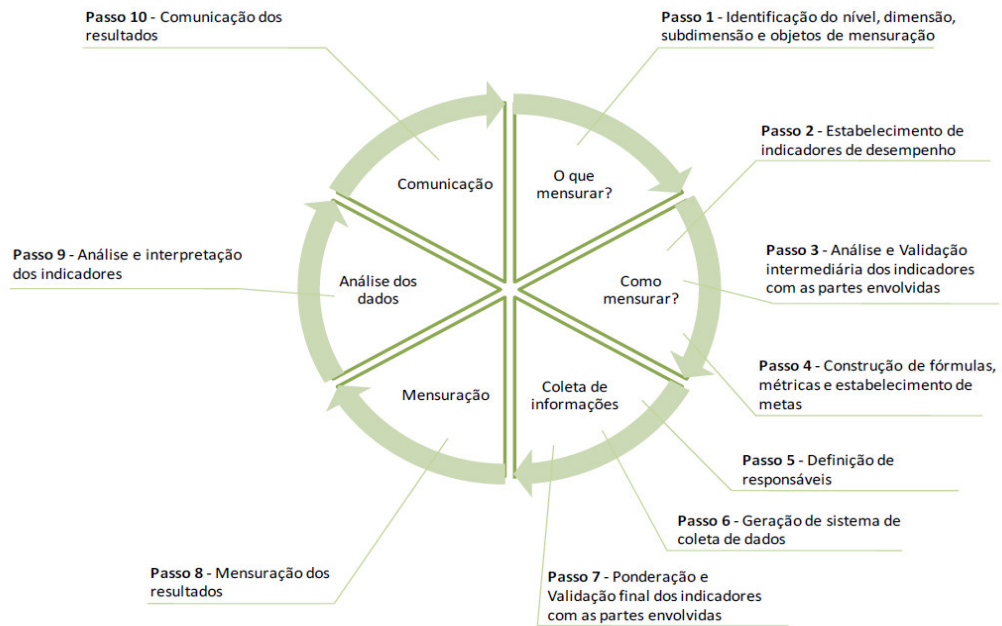 Passo 10 - Comunicação dos
resultados
Passo 1 - Identificação do nível, dimensão,
subdimensão e objetos de mensuração
Passo 2 - Estabelecimento de
indicadores de desempenho
Comunicação
O que
mensurar?
Passo 9 - Análise e interpretação
dos indicadores
Análise dos
dados
Como
mensurar?
Passo 3 - Análise e Validação
intermediária dos indicadores
com as partes envolvidas
Mensuração
Coleta de
informações
Passo 4 - Construção de fórmulas,
métricas e estabelecimento de
metas
Passo 5 - Definição de
responsáveis
Passo 6 - Geração de sistema de
coleta de dados
Passo 8 - Mensuração dos
resultados
Passo 7 - Ponderação e
Validação final dos indicadores
com as partes envolvidas